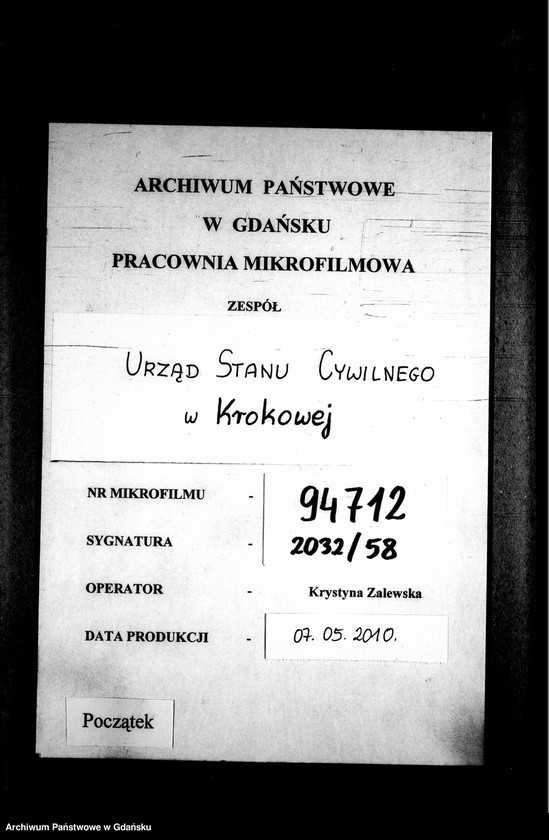 ARCHIWUM PAŃSTWOWE
W GDAŃSKU
PRACOWNIA MIKROFILMOWA
ZESPÓŁ
URZĄD STANU CYWILNEGO
w Krokowej
NR MIKROFILMU - 94712
SYGNATURA - 2032/58
OPERATOR - Krystyna Zalewska
DATA PRODUKCJI - 07. 05. 2010.
Początek
Archiwum Państwowe w Gdańsku